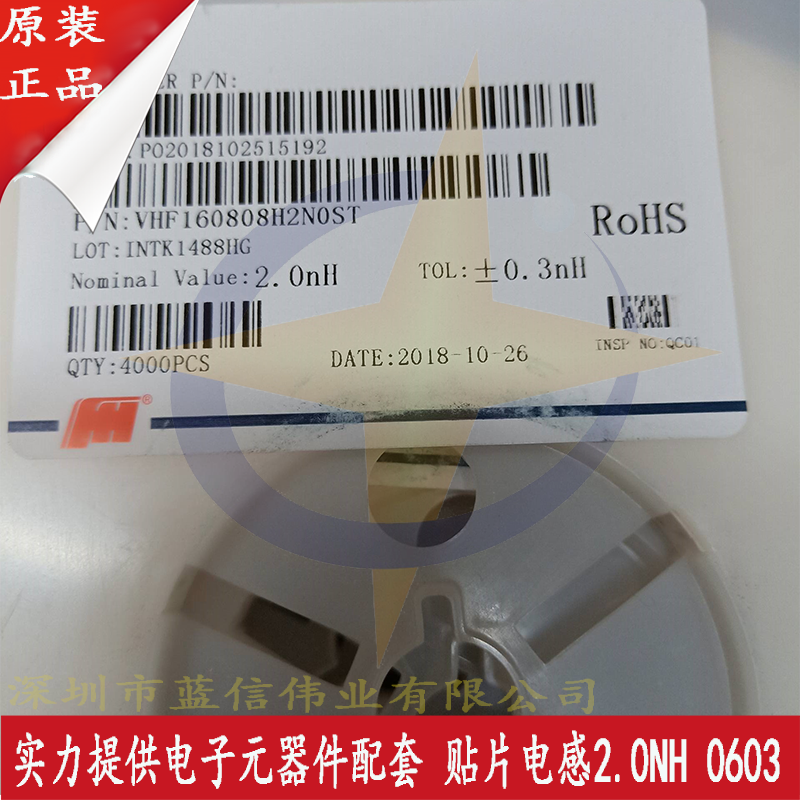 原装
正品
ER P/N:
PO2018102515192
P/N:VHF160808H2N0ST
RoHS
LOT:INTK1488HG
Nominal Value:2.0nH
TOL:±0.3nH
QTY:4000PCS
DATE:2018-10-26
INSP NO:QC01
®
深圳市蓝信伟业有限公司
实力提供电子元器件配套 贴片电感2.0NH 0603